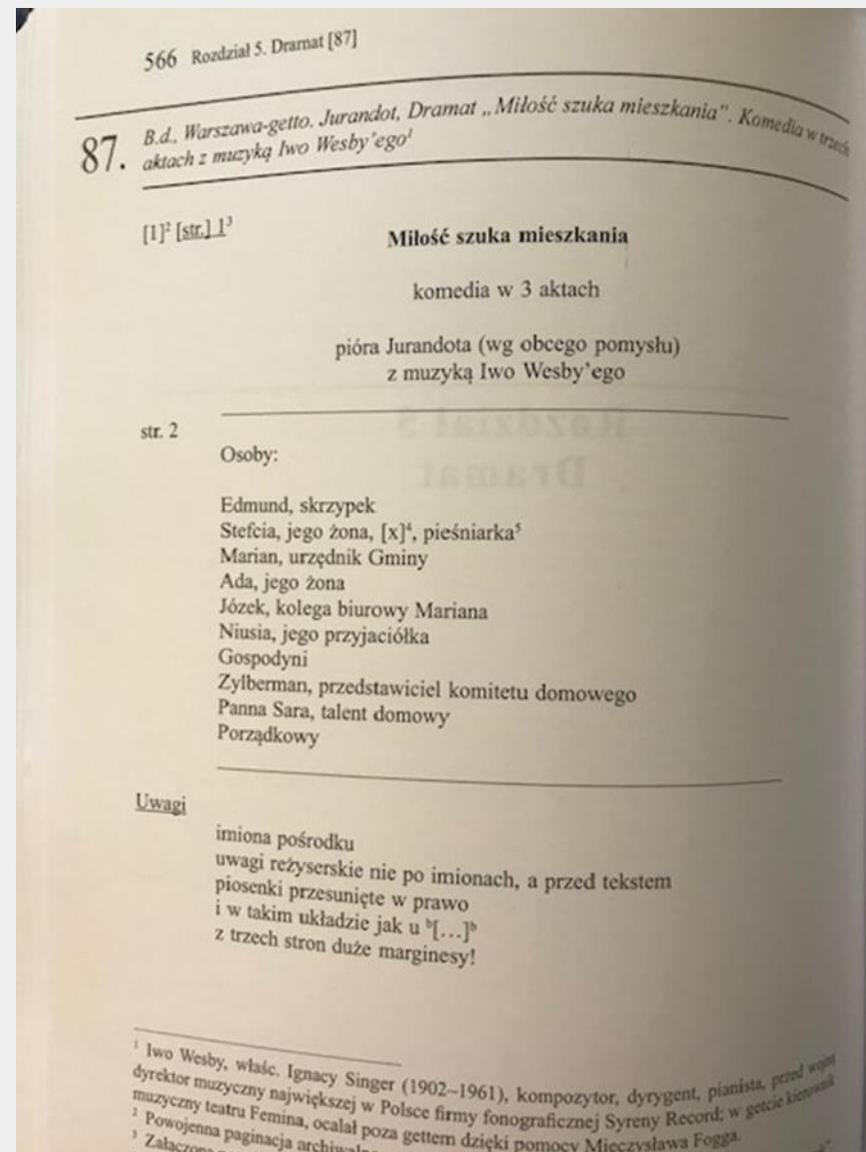 566 Rozdział 5. Dramat [87]
87. B.d., Warszawa-getto. Jurandot, Dramat „Miłość szuka mieszkania". Komedia w trzech
aktach z muzyką Iwo Wesby'ego¹
[1]² [str.] 1³
Miłość szuka mieszkania
komedia w 3 aktach
pióra Jurandota (wg obcego pomysłu)
z muzyką Iwo Wesby'ego
str. 2
Osoby:
Edmund, skrzypek
Stefcia, jego żona, [x]⁴, pieśniarka⁵
Marian, urzędnik Gminy
Ada, jego żona
Józek, kolega biurowy Mariana
Niusia, jego przyjaciółka
Gospodyni
Zylberman, przedstawiciel komitetu domowego
Panna Sara, talent domowy
Porządkowy
Uwagi
imiona pośrodku
uwagi reżyserskie nie po imionach, a przed tekstem
piosenki przesunięte w prawo
i w takim układzie jak u ᵇ[...]ᵇ
z trzech stron duże marginesy!
¹ Iwo Wesby, właśc. Ignacy Singer (1902–1961), kompozytor, dyrygent, pianista, przed wojną
dyrektor muzyczny największej w Polsce firmy fonograficznej Syreny Record; w getcie kierownik
muzyczny teatru Femina, ocalał poza gettem dzięki pomocy Mieczysława Fogga.
² Powojenna paginacja
³